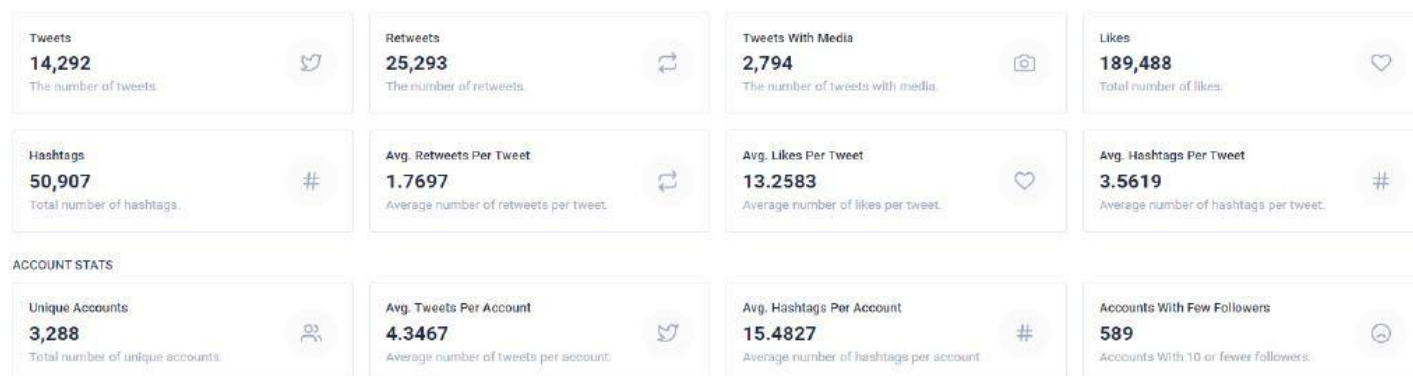 Tweets
14,292
The number of tweets.
Retweets
25,293
The number of retweets.
Tweets With Media
2,794
The number of tweets with media.
Likes
189,488
Total number of likes.
Hashtags
50,907
Total number of hashtags.
Avg. Retweets Per Tweet
1.7697
Average number of retweets per tweet.
Avg. Likes Per Tweet
13.2583
Average number of likes per tweet.
Avg. Hashtags Per Tweet
3.5619
Average number of hashtags per tweet.
ACCOUNT STATS
Unique Accounts
3,288
Total number of unique accounts.
Avg. Tweets Per Account
4.3467
Average number of tweets per account.
Avg. Hashtags Per Account
15.4827
Average number of hashtags per account.
Accounts With Few Followers
589
Accounts With 10 or fewer followers.